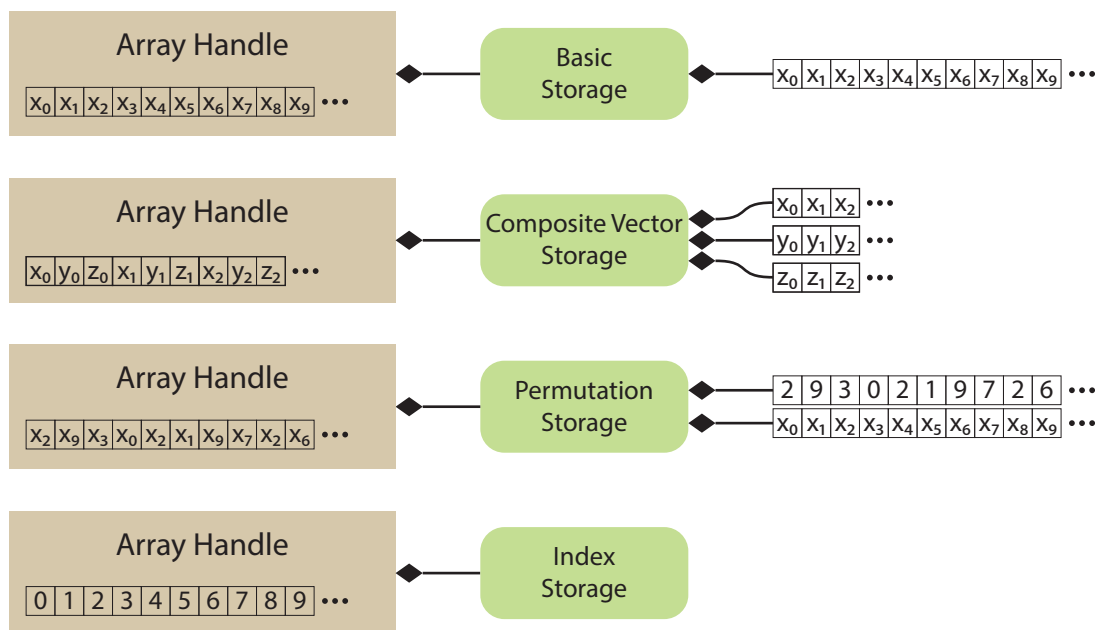 Array Handle
x₀ x₁ x₂ x₃ x₄ x₅ x₆ x₇ x₈ x₉ •••
Basic
Storage
x₀ x₁ x₂ x₃ x₄ x₅ x₆ x₇ x₈ x₉ •••
Array Handle
x₀ y₀ z₀ x₁ y₁ z₁ x₂ y₂ z₂ •••
Composite Vector
Storage
x₀ x₁ x₂ •••
y₀ y₁ y₂ •••
z₀ z₁ z₂ •••
Array Handle
x₂ x₉ x₃ x₀ x₂ x₁ x₉ x₇ x₂ x₆ •••
Permutation
Storage
2 9 3 0 2 1 9 7 2 6 •••
x₀ x₁ x₂ x₃ x₄ x₅ x₆ x₇ x₈ x₉ •••
Array Handle
0 1 2 3 4 5 6 7 8 9 •••
Index
Storage